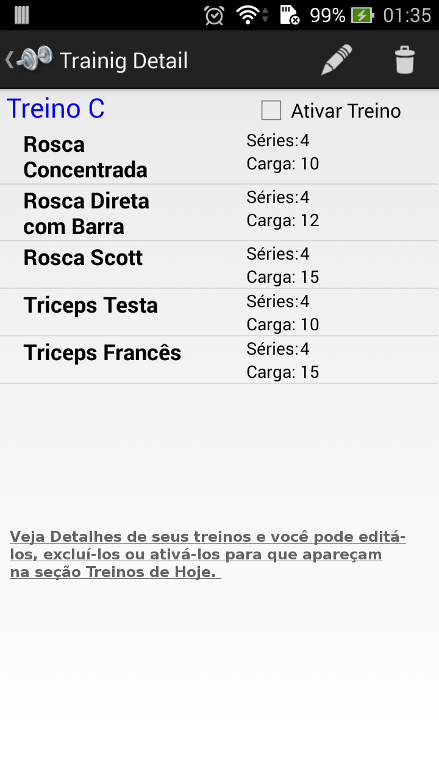 99% 01:35
Trainig Detail
Treino C
Ativar Treino
Rosca
Concentrada
Séries:4
Carga: 10
Rosca Direta
com Barra
Séries:4
Carga: 12
Rosca Scott
Séries:4
Carga: 15
Triceps Testa
Séries:4
Carga: 10
Triceps Francês
Séries:4
Carga: 15
Veja Detalhes de seus treinos e você pode editá-
los, excluí-los ou ativá-los para que apareçam
na seção Treinos de Hoje.